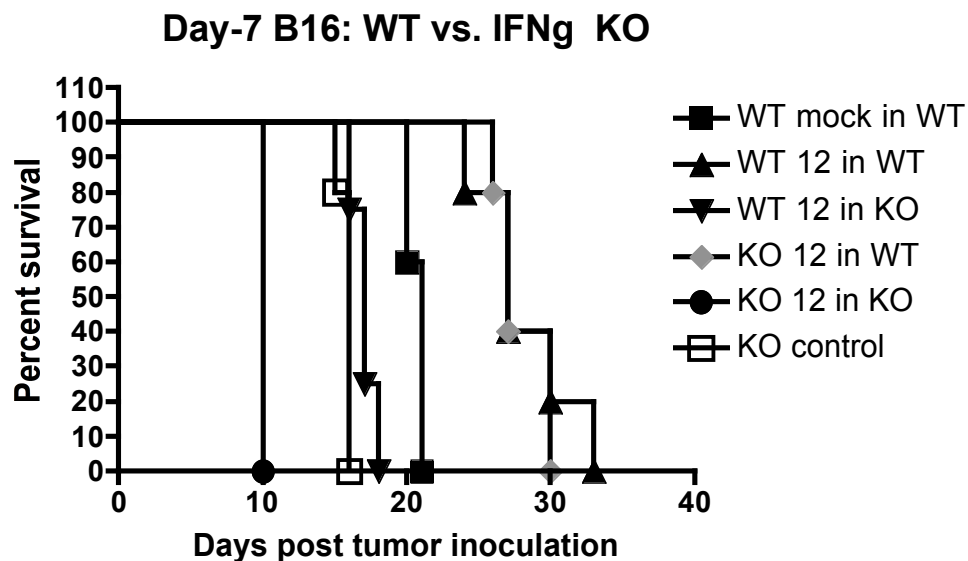 Day-7 B16: WT vs. IFNg KO
Percent survival
110
100
90
80
70
60
50
40
30
20
10
0
0 10 20 30 40
Days post tumor inoculation
WT mock in WT
WT 12 in WT
WT 12 in KO
KO 12 in WT
KO 12 in KO
KO control